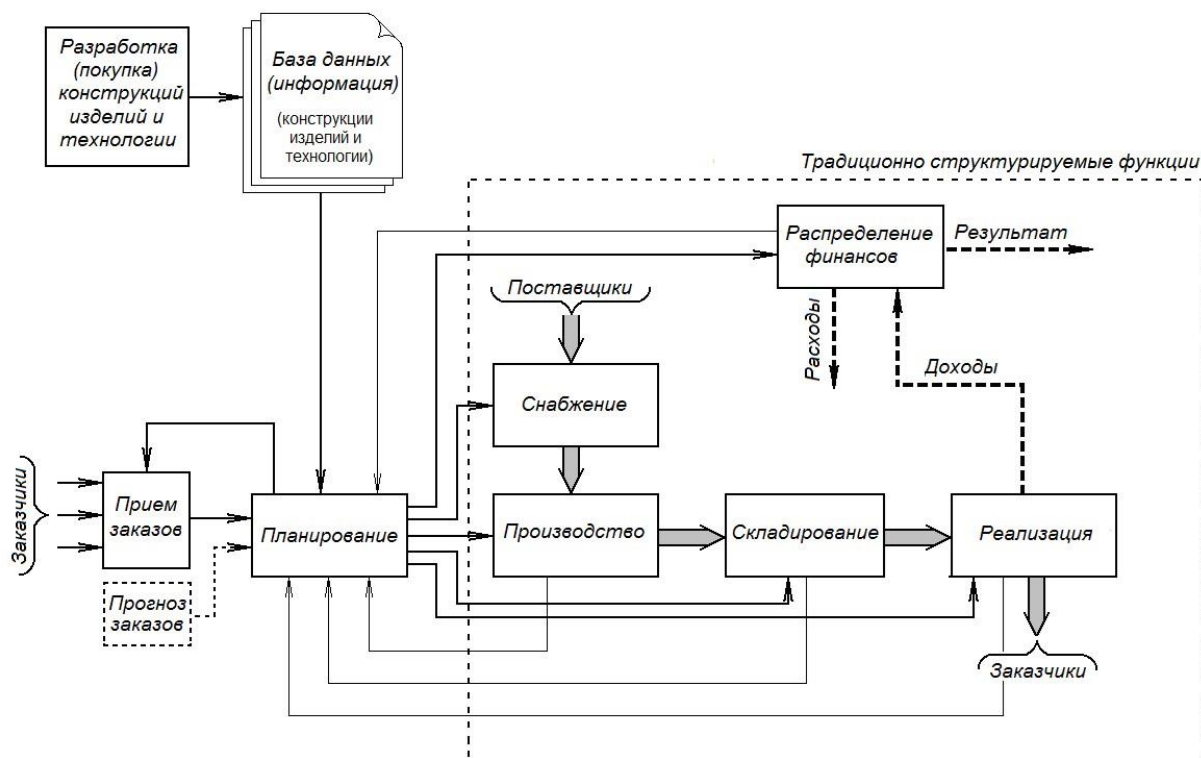 Разработка
(покупка)
конструкций
изделий и
технологии
База данных
(информация)
(конструкции
изделий и
технологии)
Традиционно структурируемые функции
Распределение
финансов
Результат
Поставщики
Расходы
Доходы
Снабжение
Заказчики
Прием
заказов
Планирование
Производство
Складирование
Реализация
Прогноз
заказов
Заказчики